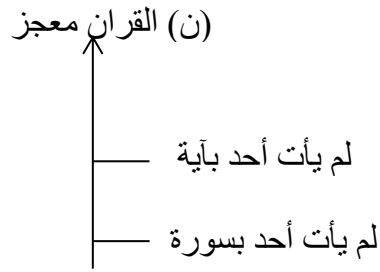 (ن) القران معجز
لم يأت أحد بآية
لم يأت أحد بسورة